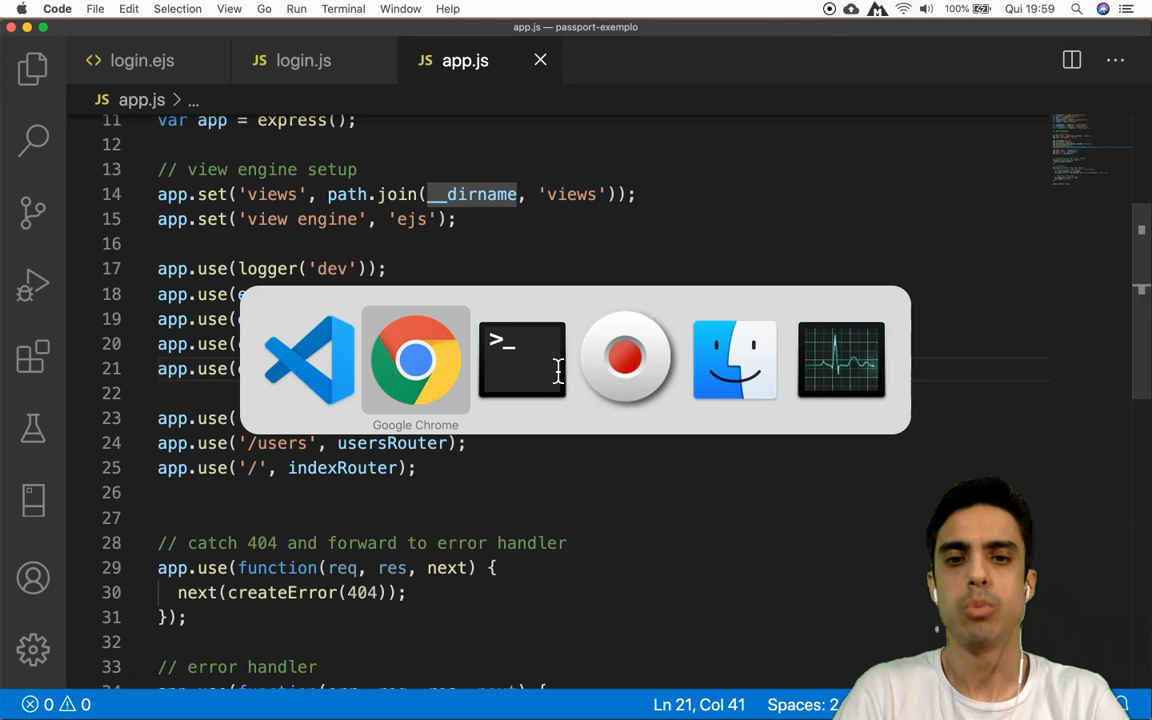 Code File Edit Selection View Go Run Terminal Window Help 100% Qui 19:59
app.js — passport-exemplo
<> login.ejs JS login.js JS app.js
JS app.js > ...
11 var app = express();
12
13 // view engine setup
14 app.set('views', path.join(__dirname, 'views'));
15 app.set('view engine', 'ejs');
16
17 app.use(logger('dev'));
18 app.use(e
19 app.use(
20 app.use(
21 app.use(
22
23 app.use(
24 app.use('/users', usersRouter);
25 app.use('/', indexRouter);
26
27
28 // catch 404 and forward to error handler
29 app.use(function(req, res, next) {
30 next(createError(404));
31 });
32
33 // error handler
>_
Google Chrome
0 0 Ln 21, Col 41 Spaces: 2